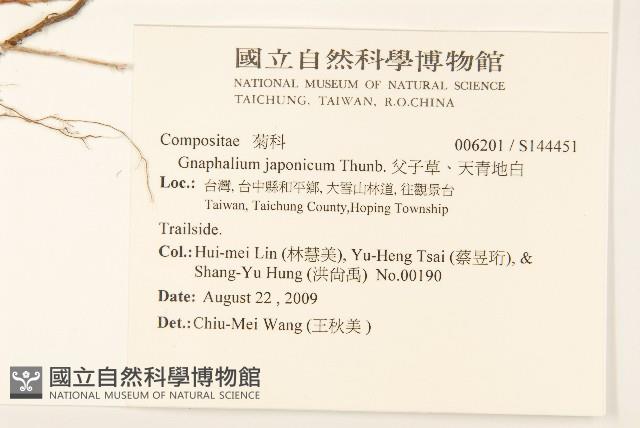 國立自然科學博物館
NATIONAL MUSEUM OF NATURAL SCIENCE
TAICHUNG, TAIWAN, R.O.CHINA
Compositae 菊科 006201 / S144451
Gnaphalium japonicum Thunb. 父子草、天青地白
Loc.: 台灣, 台中縣和平鄉, 大雪山林道, 往觀景台
Taiwan, Taichung County,Hoping Township
Trailside.
Col.: Hui-mei Lin (林慧美), Yu-Heng Tsai (蔡昱珩), &
Shang-Yu Hung (洪尚禹) No.00190
Date: August 22 , 2009
Det.: Chiu-Mei Wang (王秋美 )
國立自然科學博物館
NATIONAL MUSEUM OF NATURAL SCIENCE